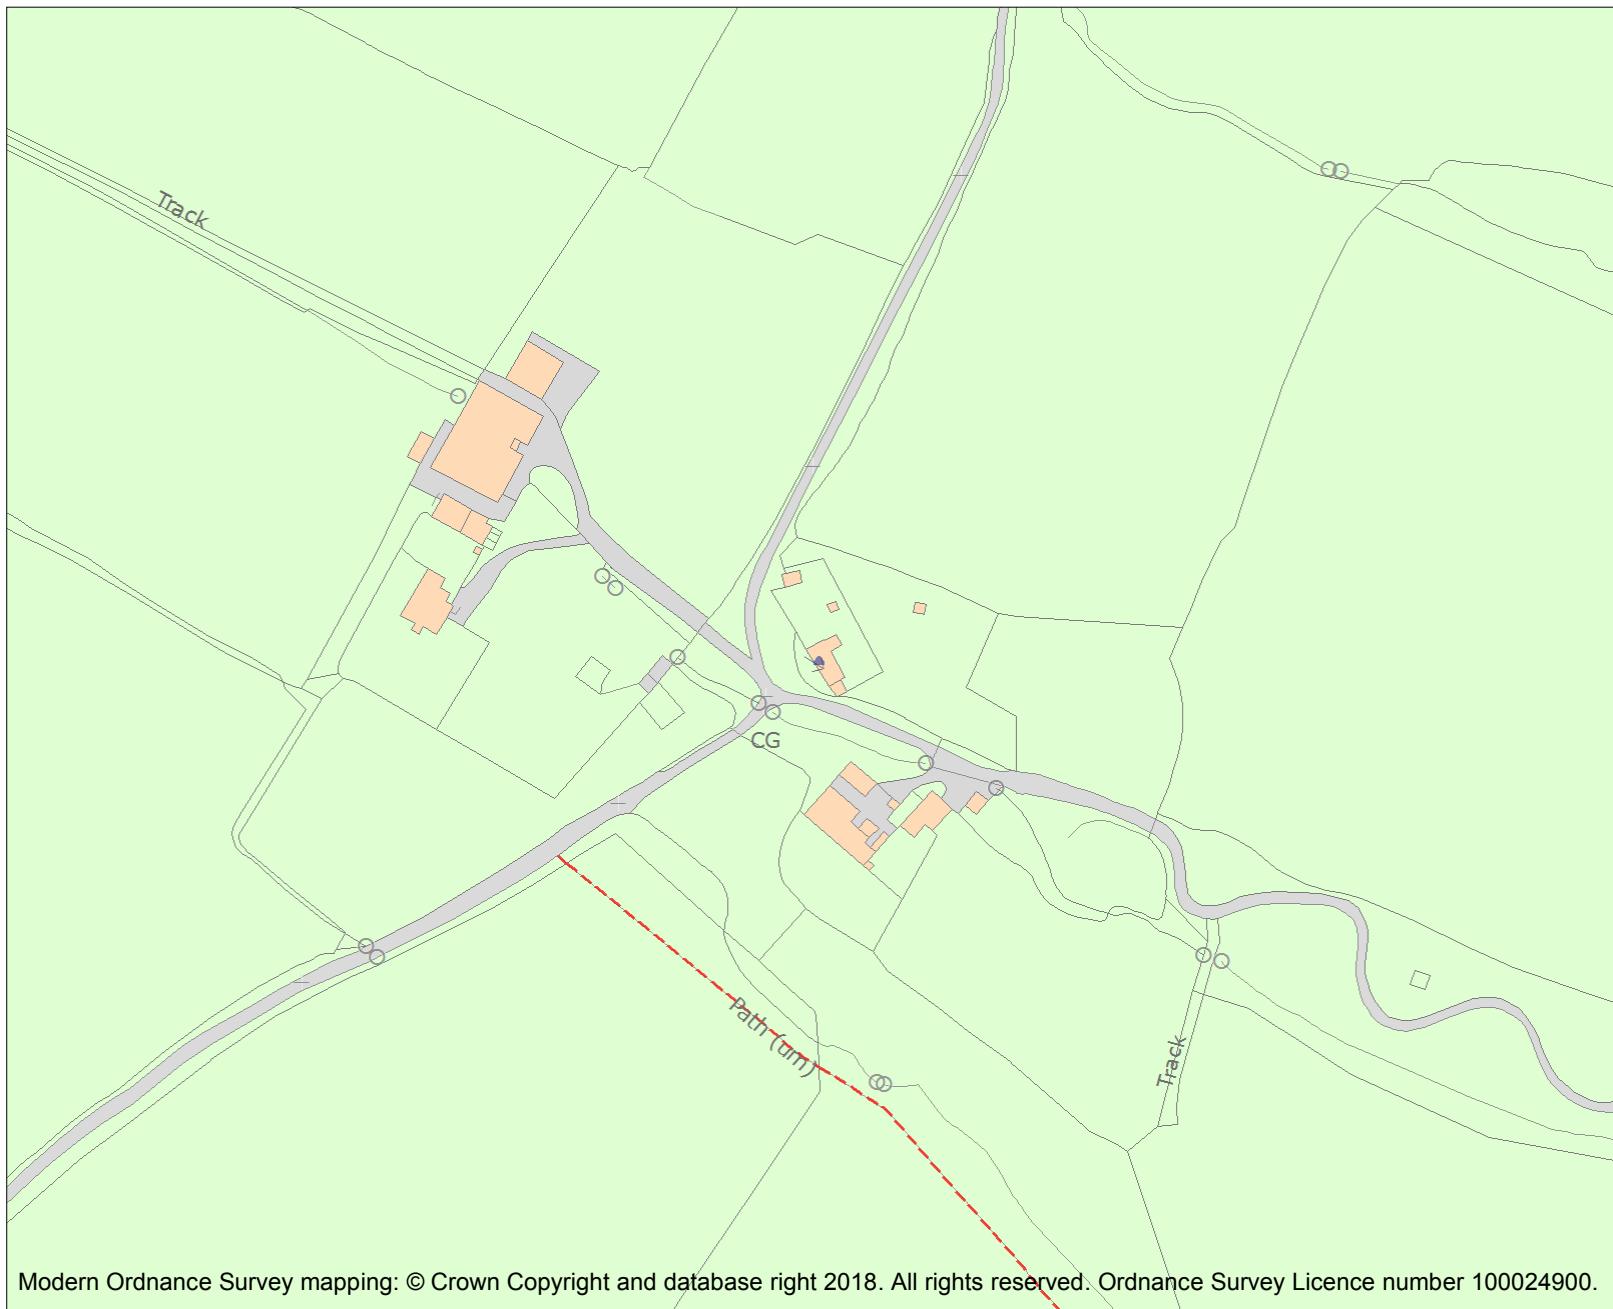 Track
CG
Path (um)
Track
Modern Ordnance Survey mapping: © Crown Copyright and database right 2018. All rights reserved. Ordnance Survey Licence number 100024900.